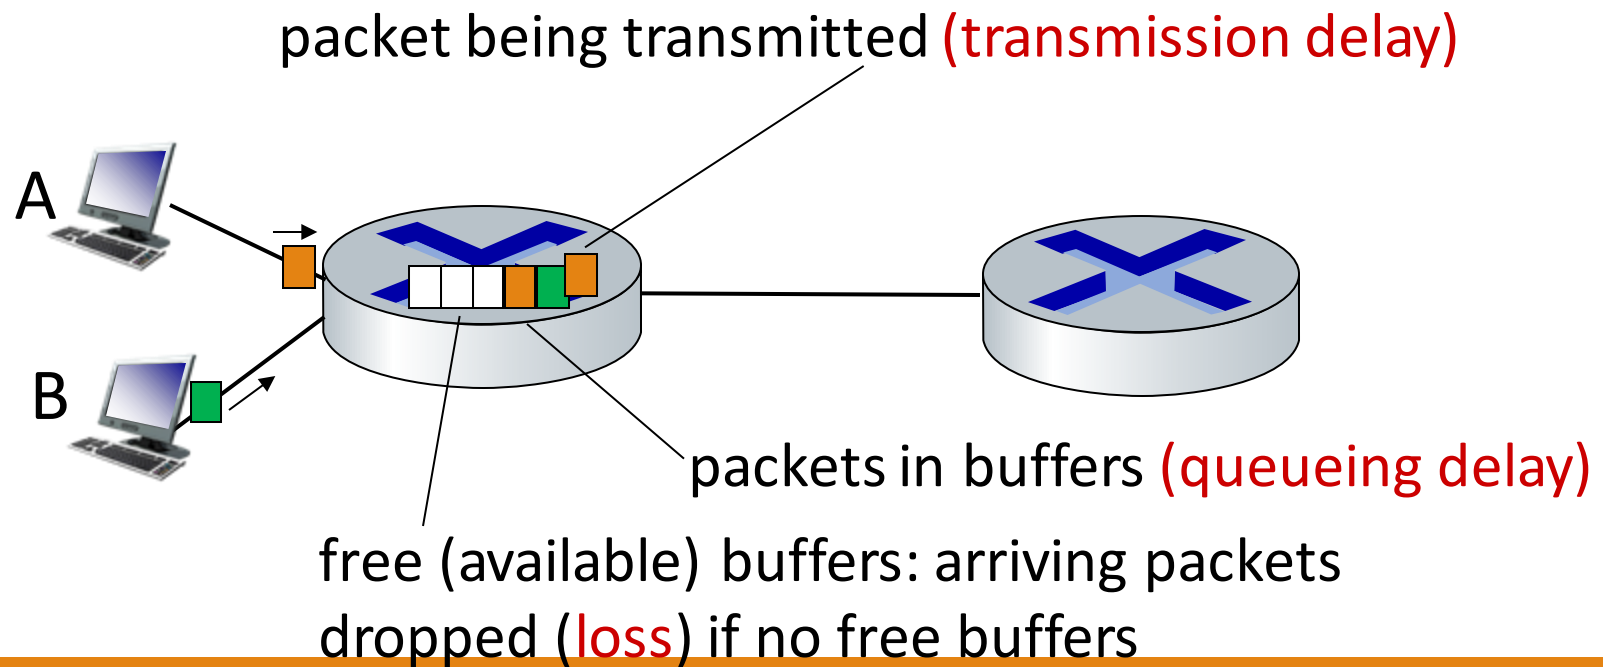 packet being transmitted (transmission delay)
A
B
packets in buffers (queueing delay)
free (available) buffers: arriving packets
dropped (loss) if no free buffers